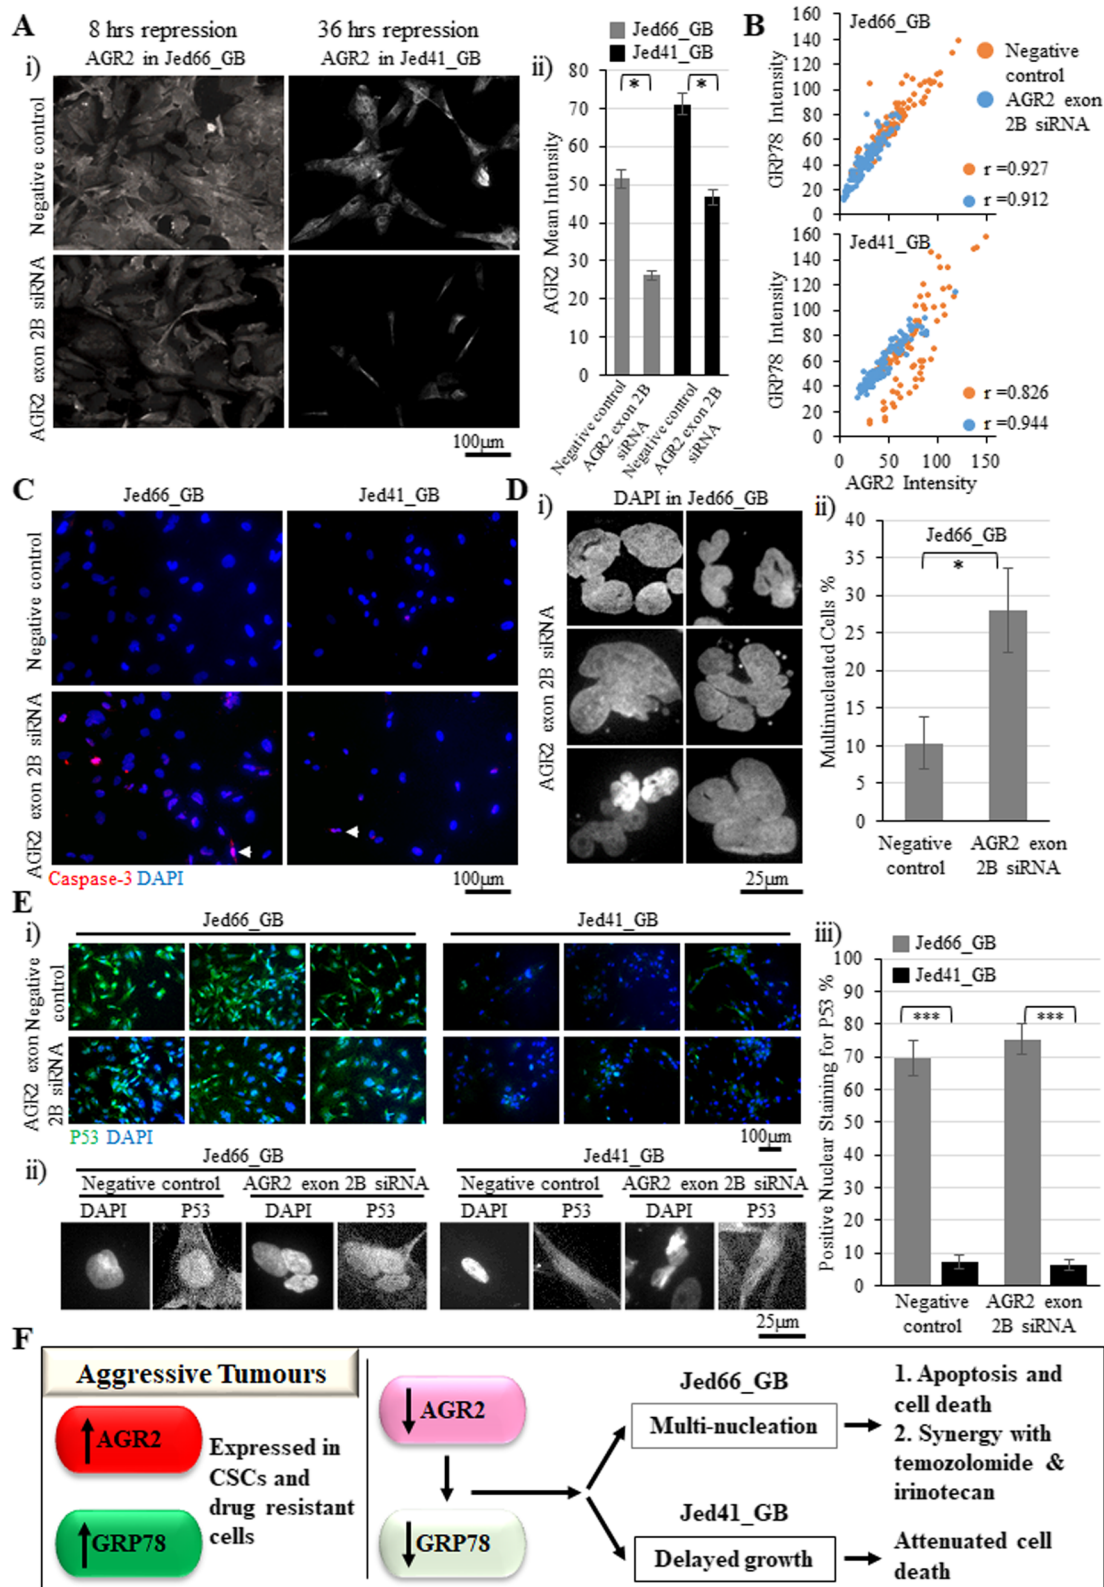 A
8 hrs repression
36 hrs repression
i)
AGR2 in Jed66_GB
AGR2 in Jed41_GB
Negative control
AGR2 exon 2B siRNA
100µm
ii)
Jed66_GB
Jed41_GB
AGR2 Mean Intensity
80
70
60
50
40
30
20
10
0
*
*
Negative control
AGR2 exon 2B
siRNA
Negative control
AGR2 exon 2B
siRNA
B
Jed66_GB
GRP78 Intensity
160
140
120
100
80
60
40
20
0
Negative
control
AGR2 exon
2B siRNA
r =0.927
r =0.912
Jed41_GB
GRP78 Intensity
160
140
120
100
80
60
40
20
0
r =0.826
r =0.944
0
50
100
150
AGR2 Intensity
C
Jed66_GB
Jed41_GB
Negative control
AGR2 exon 2B siRNA
Caspase-3 DAPI
100µm
D
i)
DAPI in Jed66_GB
AGR2 exon 2B siRNA
25µm
ii)
Jed66_GB
Multinucleated Cells %
40
35
30
25
20
15
10
5
0
*
Negative
control
AGR2 exon
2B siRNA
E
i)
Jed66_GB
Jed41_GB
Negative
control
AGR2 exon
2B siRNA
P53 DAPI
100µm
ii)
Jed66_GB
Jed41_GB
Negative control
AGR2 exon 2B siRNA
Negative control
AGR2 exon 2B siRNA
DAPI
P53
DAPI
P53
DAPI
P53
DAPI
P53
25µm
iii)
Jed66_GB
Jed41_GB
Positive Nuclear Staining for P53 %
100
90
80
70
60
50
40
30
20
10
0
***
***
Negative
control
AGR2 exon
2B siRNA
F
Aggressive Tumours
AGR2
GRP78
Expressed in
CSCs and
drug resistant
cells
AGR2
GRP78
Jed66_GB
Multi-nucleation
Jed41_GB
Delayed growth
1. Apoptosis and
cell death
2. Synergy with
temozolomide &
irinotecan
Attenuated cell
death